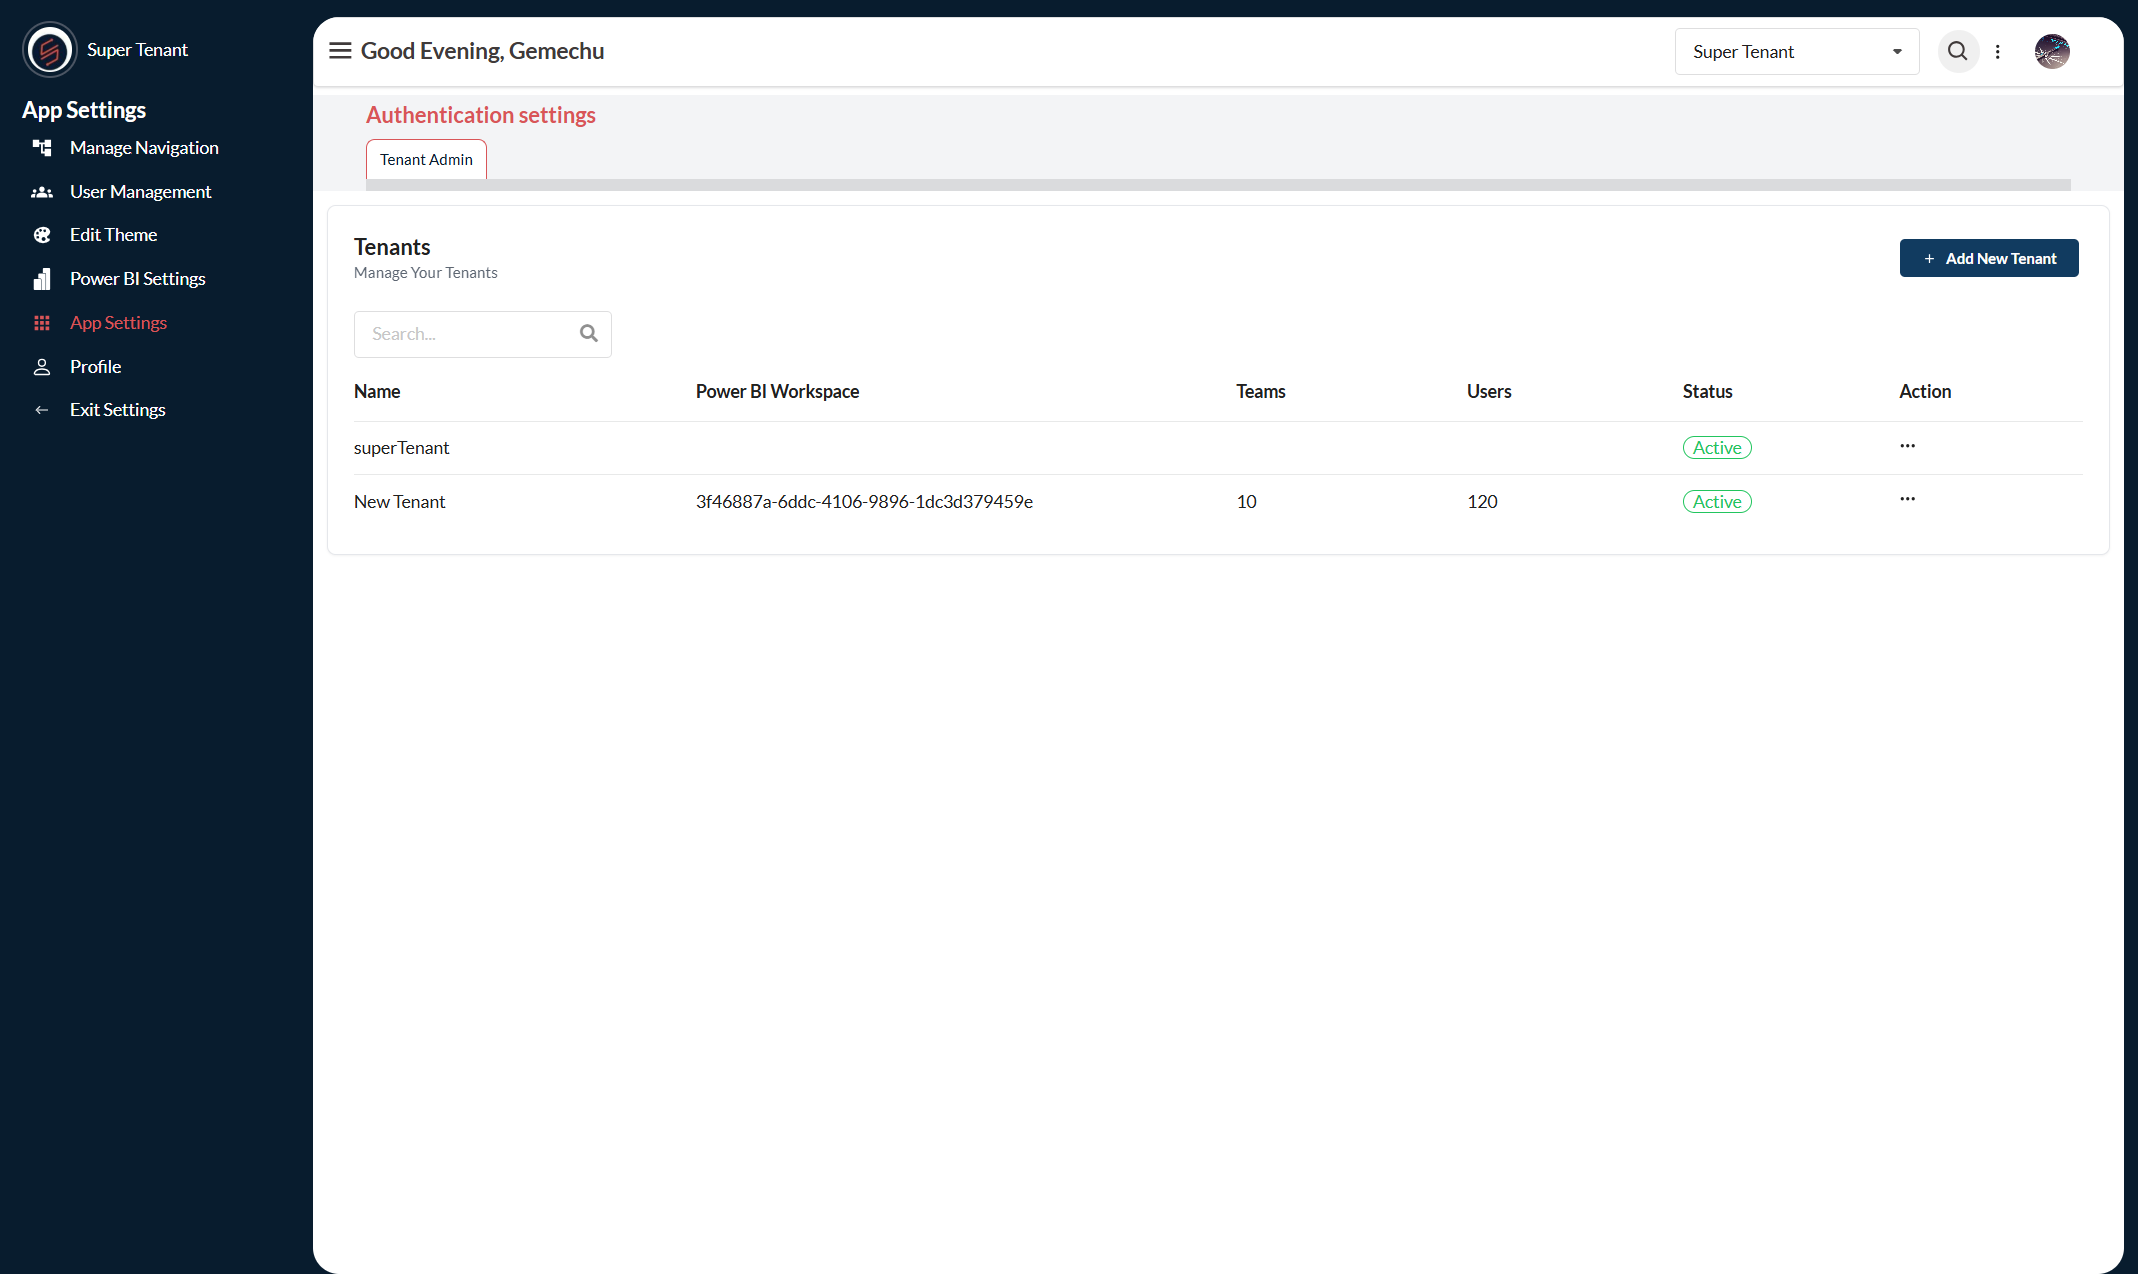 Super Tenant
App Settings
Manage Navigation
User Management
Edit Theme
Power BI Settings
App Settings
Profile
Exit Settings
Good Evening, Gemechu
Super Tenant
Authentication settings
Tenant Admin
Tenants
Manage Your Tenants
+ Add New Tenant
Search...
Name Power BI Workspace Teams Users Status Action
superTenant Active ...
New Tenant 3f46887a-6ddc-4106-9896-1dc3d379459e 10 120 Active ...